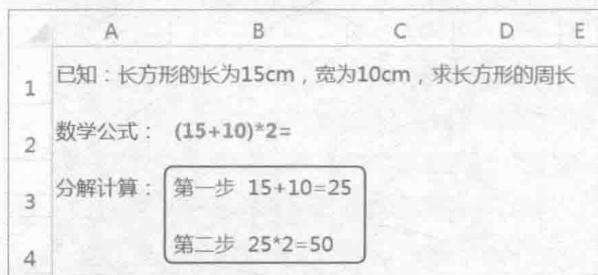 A B C D E
1 已知：长方形的长为15cm，宽为10cm，求长方形的周长
2 数学公式： (15+10)*2=
3 分解计算： 第一步 15+10=25
4 第二步 25*2=50